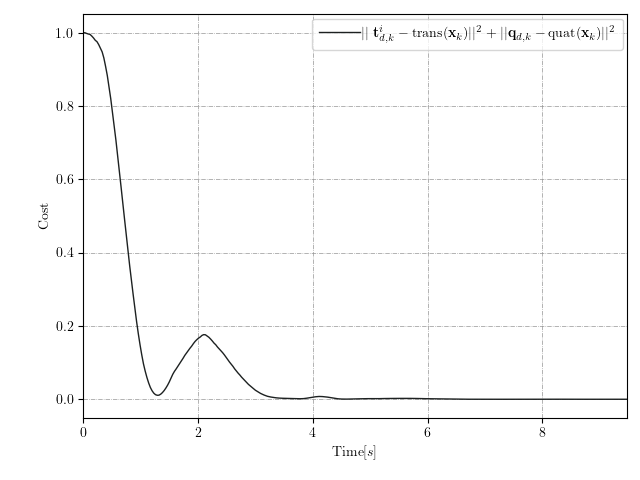 || t^i_{d,k} − trans(x_k)||^2 + ||q_{d,k} − quat(x_k)||^2
1.0
0.8
0.6
0.4
0.2
0.0
Cost
0 2 4 6 8
Time[s]